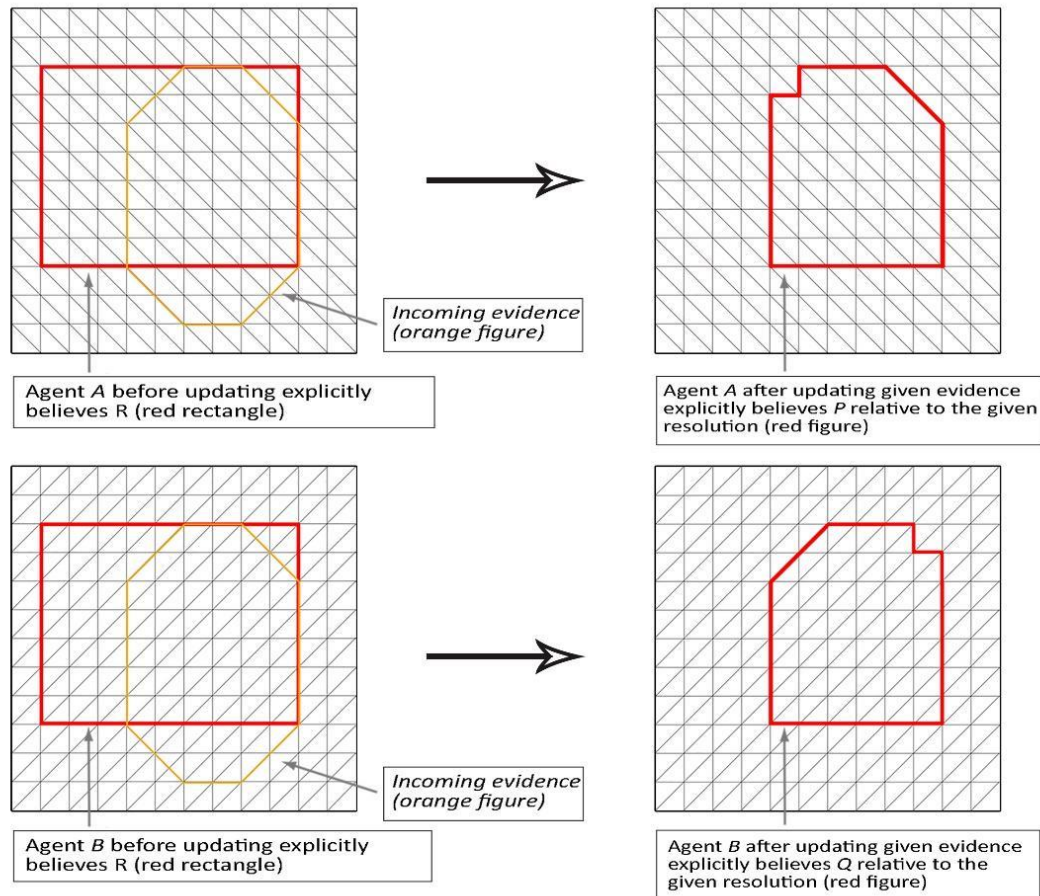 Incoming evidence
(orange figure)
Agent A before updating explicitly
believes R (red rectangle)
Agent A after updating given evidence
explicitly believes P relative to the given
resolution (red figure)
Incoming evidence
(orange figure)
Agent B before updating explicitly
believes R (red rectangle)
Agent B after updating given evidence
explicitly believes Q relative to the
given resolution (red figure)